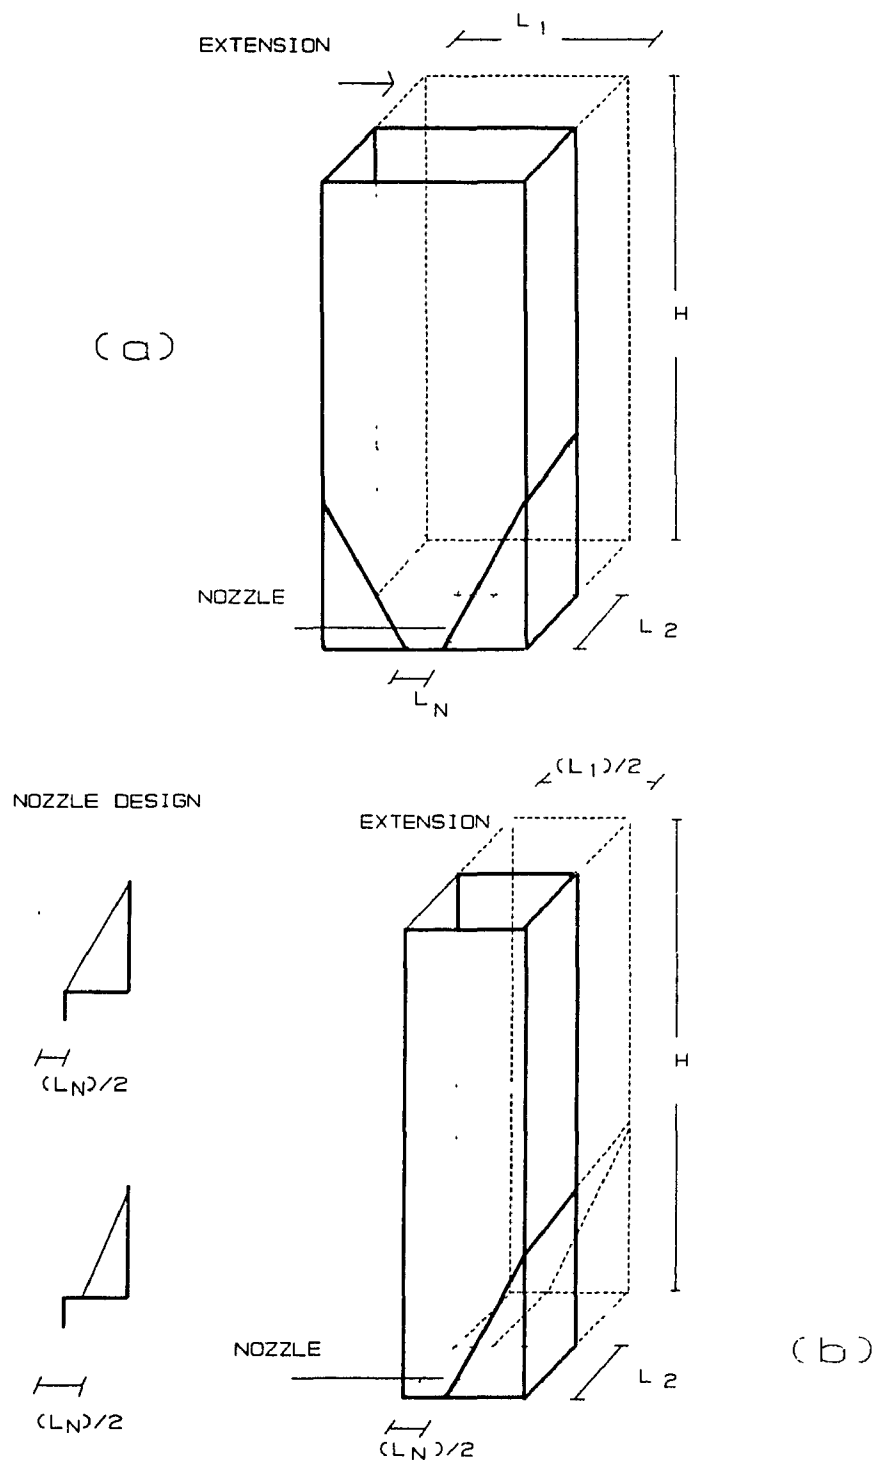 L1
EXTENSION
H
(a)
NOZZLE
L2
LN
(L1)/2
NOZZLE DESIGN
EXTENSION
H
(LN)/2
NOZZLE
(b)
L2
(LN)/2
(LN)/2